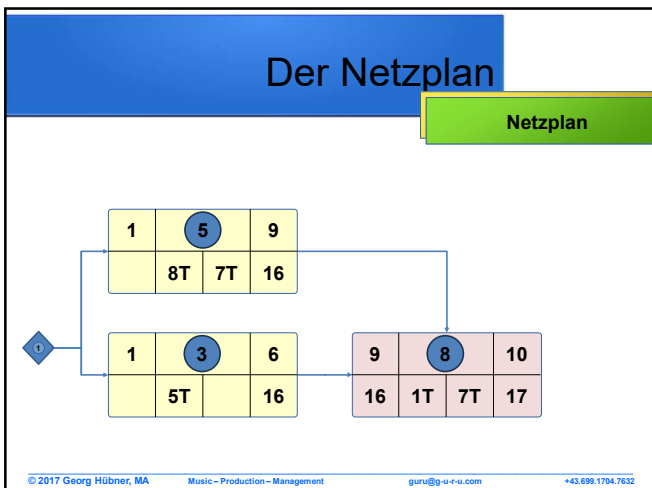 Der Netzplan
Netzplan
1 5 9
8T 7T 16
1
1 3 6
5T 16
9 8 10
16 1T 7T 17
© 2017 Georg Hübner, MA Music – Production – Management guru@g-u-r-u.com +43.699.1704.7632